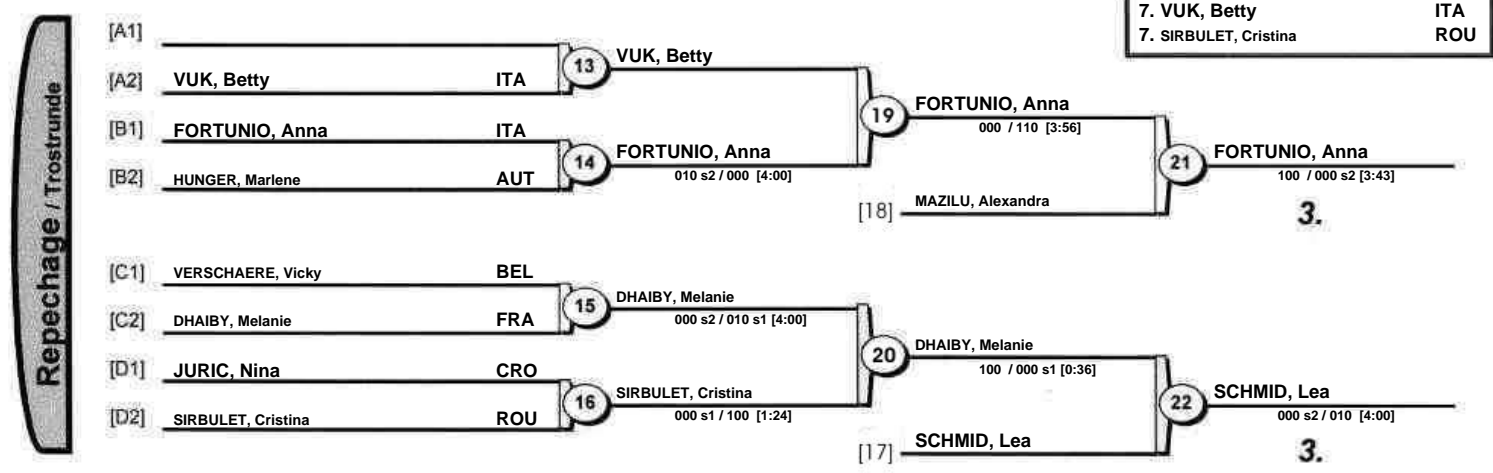 7. VUK, Betty ITA
7. SIRBULET, Cristina ROU
Repechage / Trostrunde
[A1]
[A2] VUK, Betty ITA
13 VUK, Betty
[B1] FORTUNIO, Anna ITA
[B2] HUNGER, Marlene AUT
14 FORTUNIO, Anna
010 s2 / 000 [4:00]
19 FORTUNIO, Anna
000 / 110 [3:56]
[18] MAZILU, Alexandra
21 FORTUNIO, Anna
100 / 000 s2 [3:43]
3.
[C1] VERSCHAERE, Vicky BEL
[C2] DHAIBY, Melanie FRA
15 DHAIBY, Melanie
000 s2 / 010 s1 [4:00]
[D1] JURIC, Nina CRO
[D2] SIRBULET, Cristina ROU
16 SIRBULET, Cristina
000 s1 / 100 [1:24]
20 DHAIBY, Melanie
100 / 000 s1 [0:36]
[17] SCHMID, Lea
22 SCHMID, Lea
000 s2 / 010 [4:00]
3.